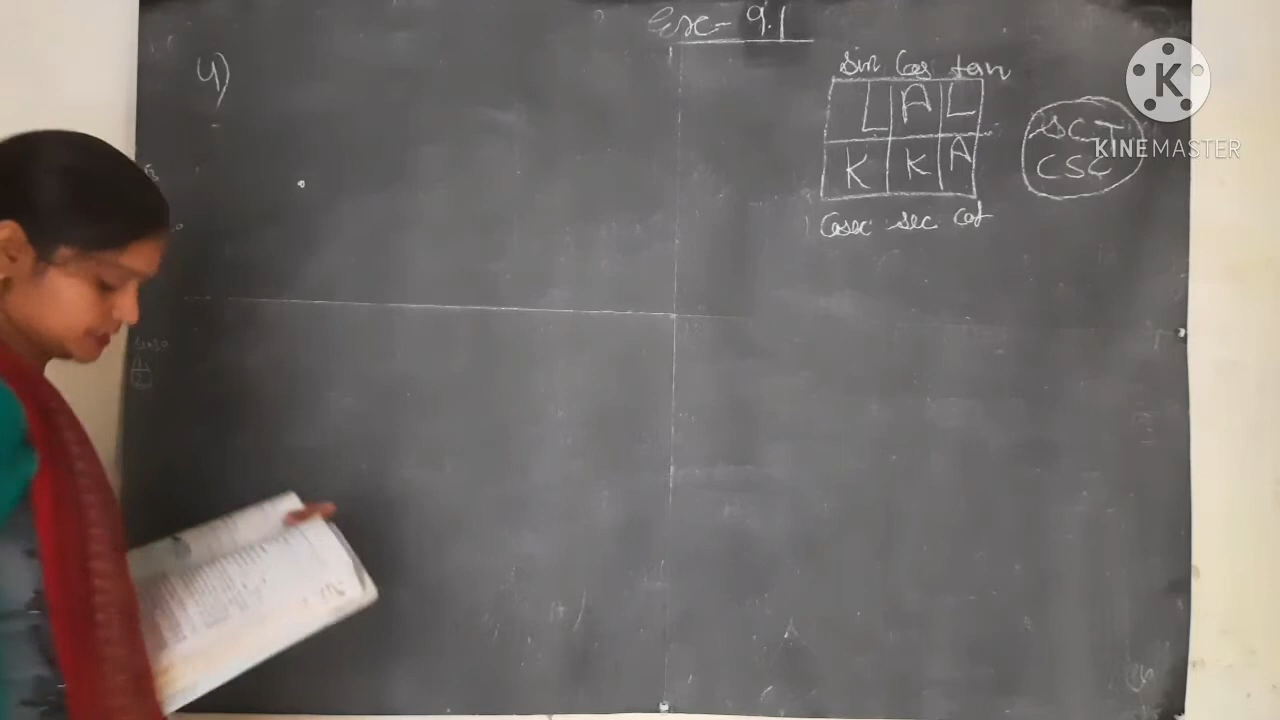 Exc- 9.1
4)
sin Cos tan
L A L
K K A
Cosec sec cot
ASCT
CSC
K
KINEMASTER